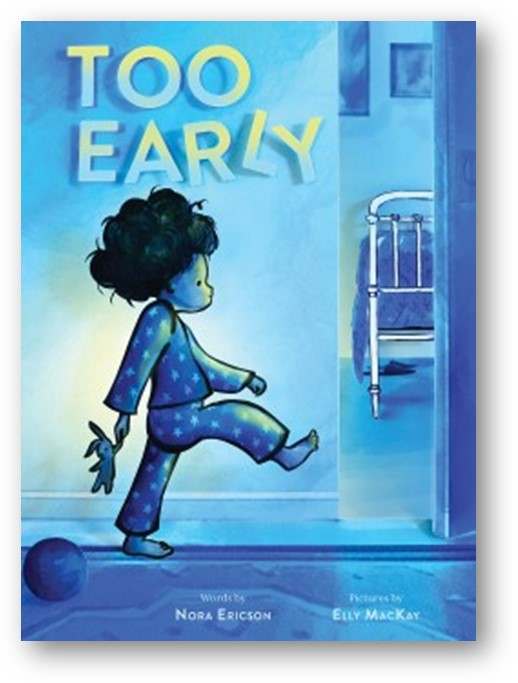 TOO
EARLY
Words by
NORA ERICSON
Pictures by
ELLY MACKAY